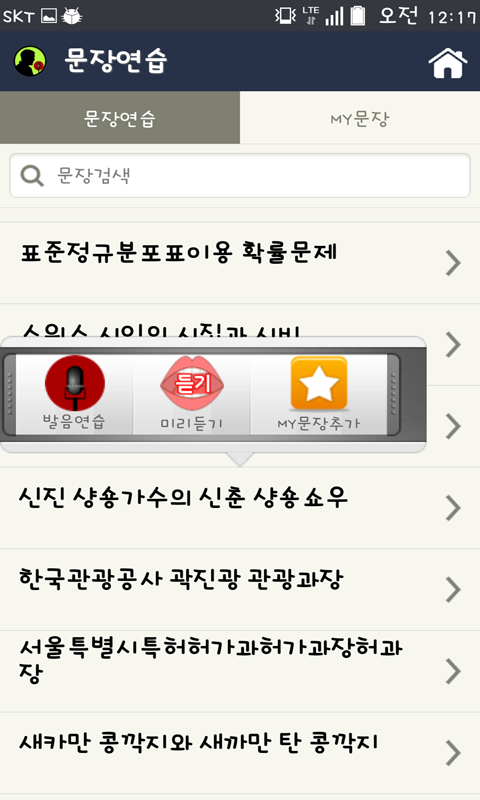 SKT LTE 오전 12:17
문장연습
문장연습 MY문장
문장검색
표준정규분포표이용 확률문제
듣기
발음연습 미리듣기 MY문장추가
신진 샹숑가수의 신춘 샹숑쇼우
한국관광공사 곽진광 관광과장
서울특별시특허허가과허가과장허과
장
새카만 콩깍지와 새까만 탄 콩깍지